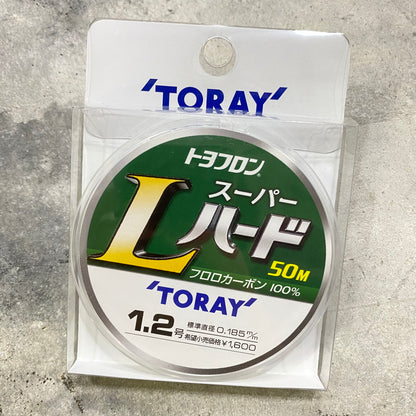 'TORAY'
トヨフロン
スーパー
Lハード
50M
フロロカーボン 100%
'TORAY'
1.2号
標準直径 0.185m/m
希望小売価格 ¥1,600